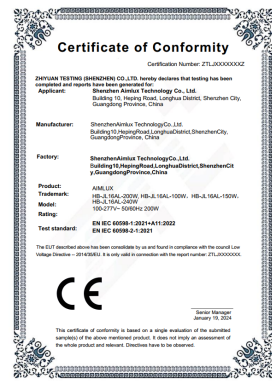 Certificate of Conformity
Certification Number: ZTLJXXXXXXXZ
ZHIYUAN TESTING (SHENZHEN) CO.,LTD. hereby declares that testing has been
completed and reports have been generated for:
Applicant: Shenzhen Aimlux Technology Co., Ltd.
Building 10, Heping Road, Longhua District, Shenzhen City,
Guangdong Province, China
Manufacturer: ShenzhenAimlux TechnologyCo.,Ltd.
Building10,HepingRoad,LonghuaDistrict,ShenzhenCity,
GuangdongProvince,China
Factory: ShenzhenAimlux TechnologyCo.,Ltd.
Building10,HepingRoad,LonghuaDistrict,ShenzhenCit
y,GuangdongProvince,China
Product:
Trademark: AIMLUX
Model: HB-JL16AL-200W, HB-JL16AL-100W, HB-JL16AL-150W,
HB-JL16AL-240W
Rating: 100-277V~ 50/60Hz 200W
Test standard: EN IEC 60598-1:2021+A11:2022
EN IEC 60598-2-1:2021
The EUT described above has been consolidate by us and found in compliance with the council Low
Voltage Directive – 2014/35/EU. It is only valid in connection with the report number: ZTLJXXXXXXX.
CE
Senior Manager
January 19, 2024
This certificate of conformity is based on a single evaluation of the submitted
sample(s) of the above mentioned product. It does not imply an assessment of
the whole product and relevant. Directives have to be observed.